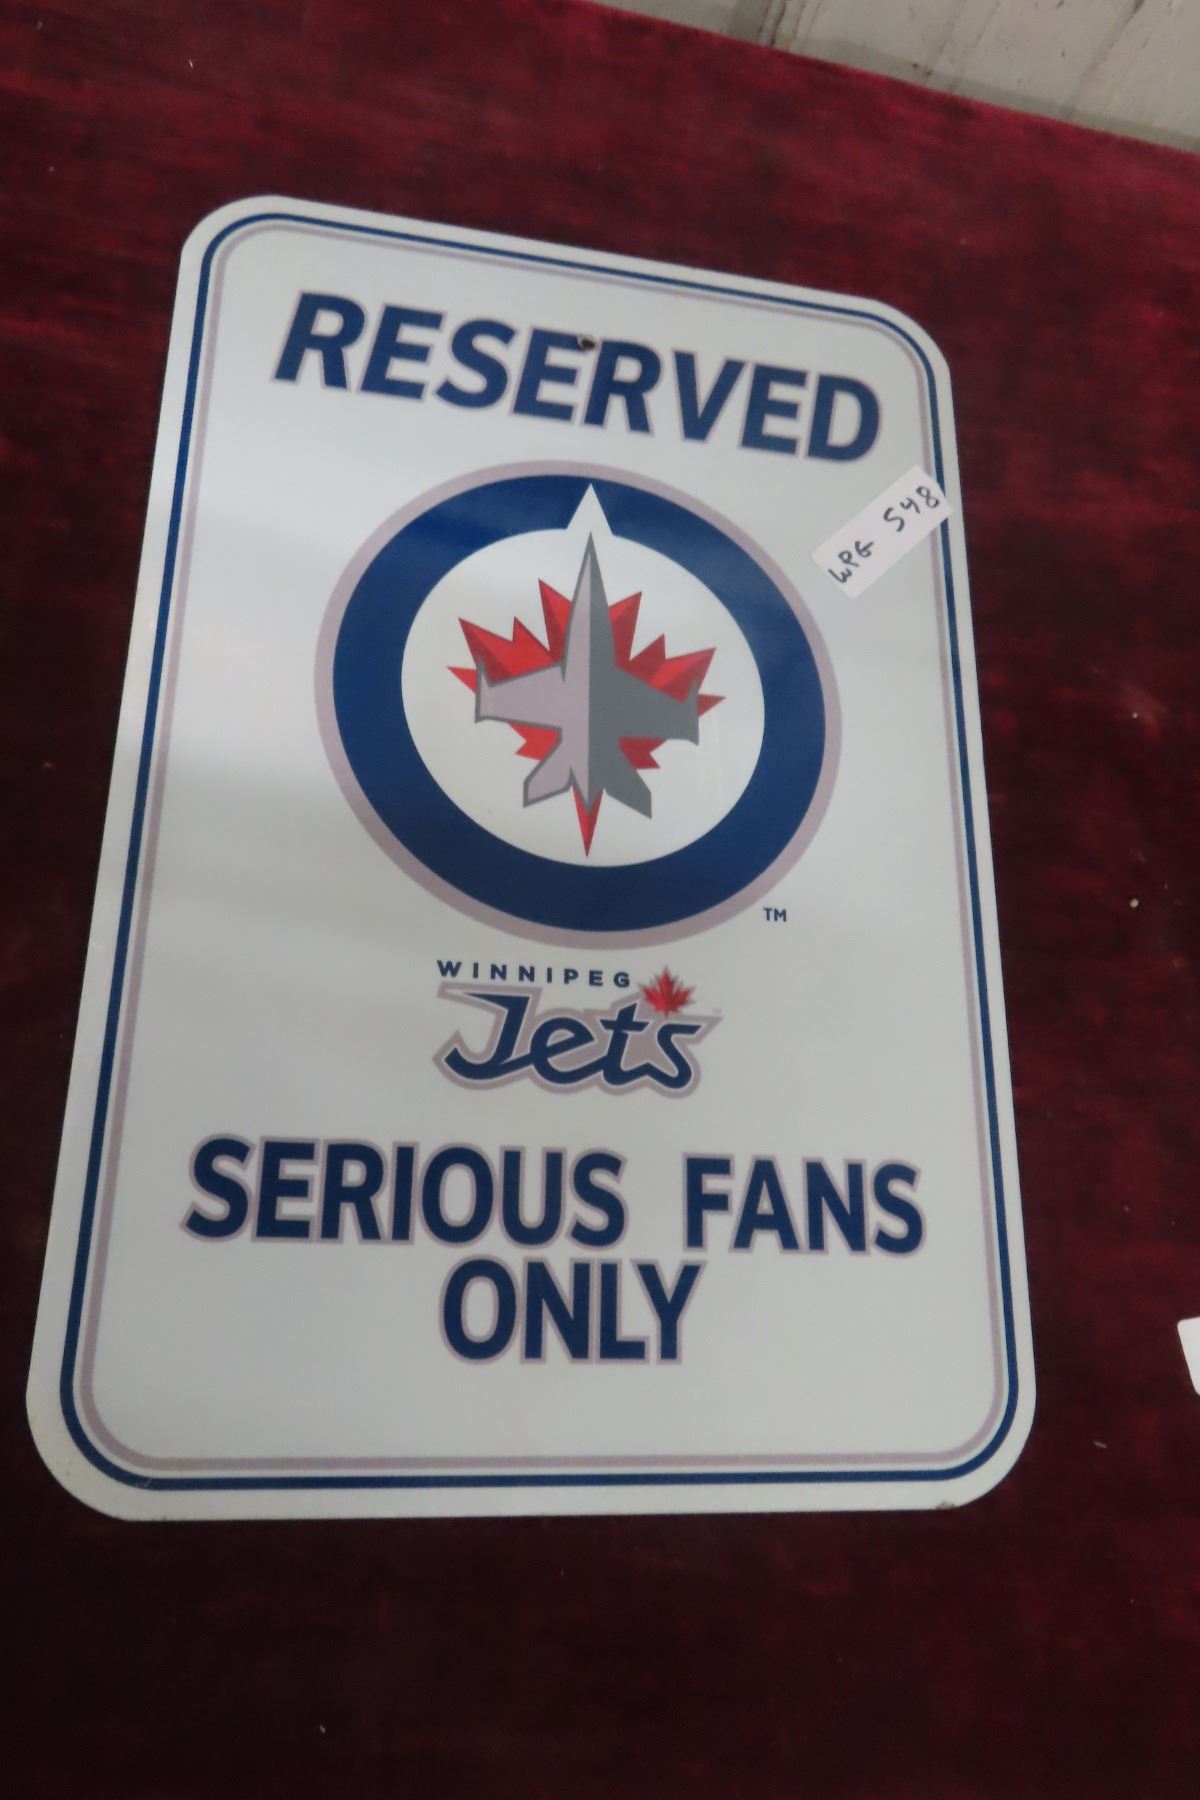 RESERVED
WPG 548
TM
WINNIPEG
Jets
SERIOUS FANS
ONLY